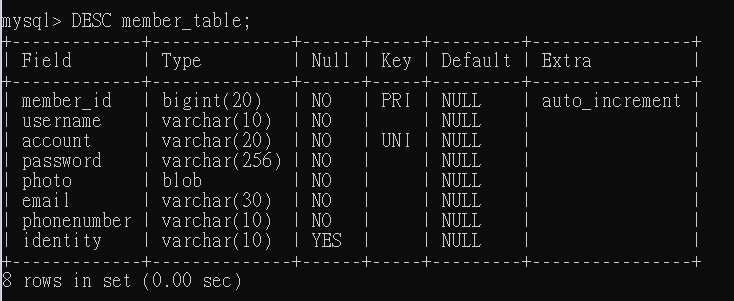 mysql> DESC member_table;
+-------------+--------------+------+-----+---------+----------------+
| Field       | Type         | Null | Key | Default | Extra          |
+-------------+--------------+------+-----+---------+----------------+
| member_id   | bigint(20)   | NO   | PRI | NULL    | auto_increment |
| username    | varchar(10)  | NO   |     | NULL    |                |
| account     | varchar(20)  | NO   | UNI | NULL    |                |
| password    | varchar(256) | NO   |     | NULL    |                |
| photo       | blob         | NO   |     | NULL    |                |
| email       | varchar(30)  | NO   |     | NULL    |                |
| phonenumber | varchar(10)  | NO   |     | NULL    |                |
| identity    | varchar(10)  | YES  |     | NULL    |                |
+-------------+--------------+------+-----+---------+----------------+
8 rows in set (0.00 sec)